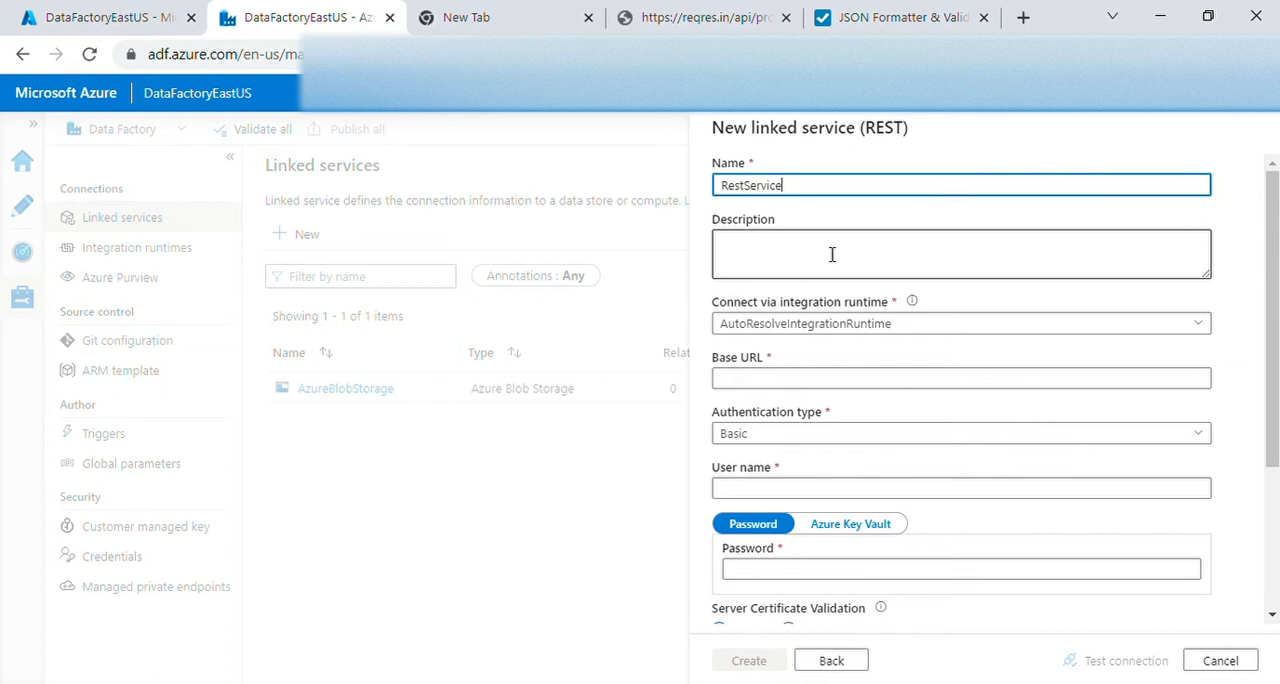 DataFactoryEastUS - Mi
DataFactoryEastUS - Az
New Tab
https://reqres.in/api/pr
JSON Formatter & Valid
adf.azure.com/en-us/ma
Microsoft Azure
DataFactoryEastUS
Data Factory
Validate all
Publish all
Connections
Linked services
Integration runtimes
Azure Purview
Source control
Git configuration
ARM template
Author
Triggers
Global parameters
Security
Customer managed key
Credentials
Managed private endpoints
Linked services
Linked service defines the connection information to a data store or compute. L
New
Filter by name
Annotations : Any
Showing 1 - 1 of 1 items
Name
Type
Relat
AzureBlobStorage
Azure Blob Storage
0
New linked service (REST)
Name *
RestService
Description
Connect via integration runtime *
AutoResolveIntegrationRuntime
Base URL *
Authentication type *
Basic
User name *
Password
Azure Key Vault
Password *
Server Certificate Validation
Create
Back
Test connection
Cancel